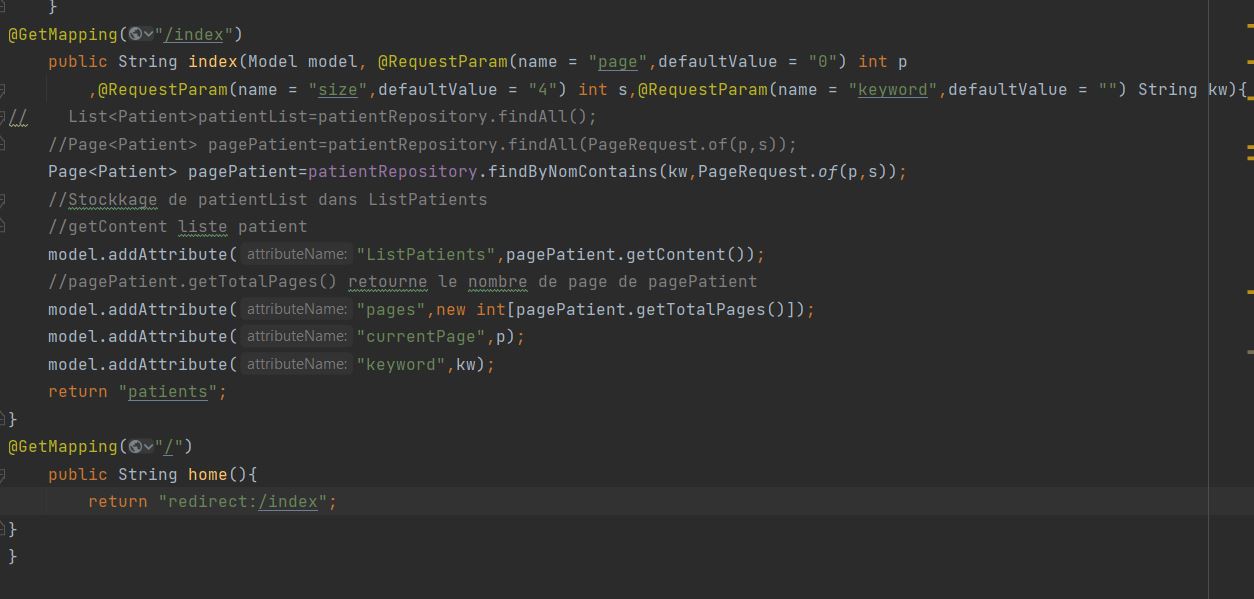 }
@GetMapping("/index")
public String index(Model model, @RequestParam(name = "page",defaultValue = "0") int p
,@RequestParam(name = "size",defaultValue = "4") int s,@RequestParam(name = "keyword",defaultValue = "") String kw){
//    List<Patient>patientList=patientRepository.findAll();
//Page<Patient> pagePatient=patientRepository.findAll(PageRequest.of(p,s));
Page<Patient> pagePatient=patientRepository.findByNomContains(kw,PageRequest.of(p,s));
//Stockkage de patientList dans ListPatients
//getContent liste patient
model.addAttribute( attributeName: "ListPatients",pagePatient.getContent());
//pagePatient.getTotalPages() retourne le nombre de page de pagePatient
model.addAttribute( attributeName: "pages",new int[pagePatient.getTotalPages()]);
model.addAttribute( attributeName: "currentPage",p);
model.addAttribute( attributeName: "keyword",kw);
return "patients";
}
@GetMapping("/")
public String home(){
return "redirect:/index";
}
}